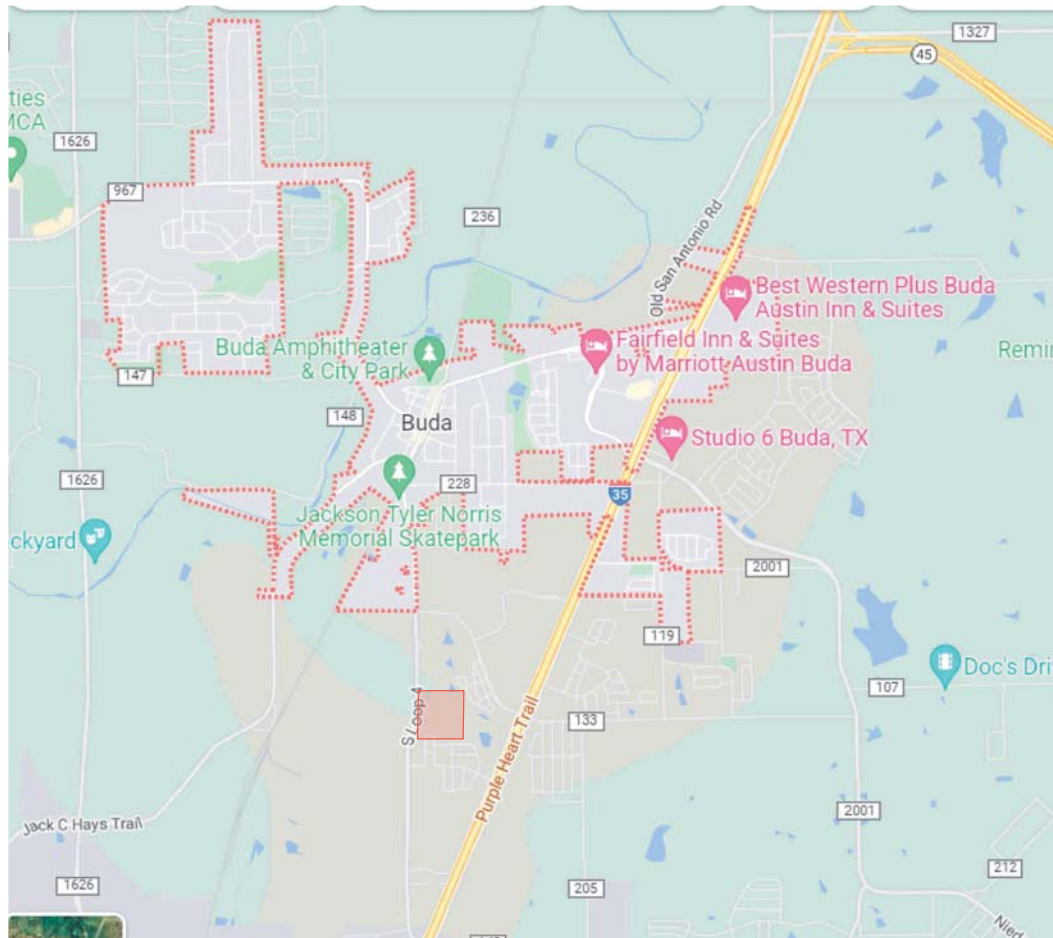 1327
45
ties
MCA
1626
967
236
Old San Antonio Rd
Best Western Plus Buda
Austin Inn & Suites
Fairfield Inn & Suites
by Marriott Austin Buda
Buda Amphitheater
& City Park
Remin
147
148
Buda
Studio 6 Buda, TX
1626
228
35
Jackson Tyler Norris
Memorial Skatepark
ckyard
2001
119
Doc's Dri
107
S Loop 4
133
Purple Heart Trail
Jack C Hays Trail
2001
212
1626
205
Nied